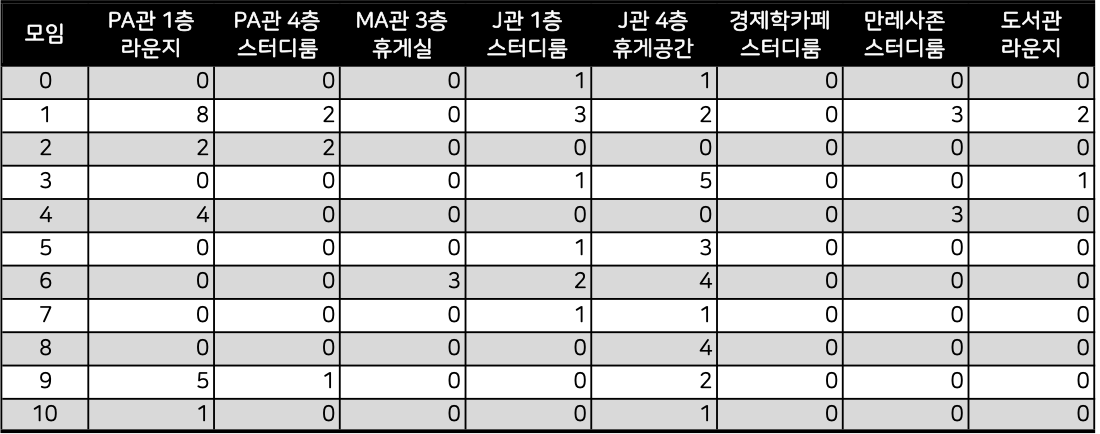 모임 PA관 1층 라운지 PA관 4층 스터디룸 MA관 3층 휴게실 J관 1층 스터디룸 J관 4층 휴게공간 경제학카페 스터디룸 만레사존 스터디룸 도서관 라운지
0 0 0 0 1 1 0 0 0
1 8 2 0 3 2 0 3 2
2 2 2 0 0 0 0 0 0
3 0 0 0 1 5 0 0 1
4 4 0 0 0 0 0 3 0
5 0 0 0 1 3 0 0 0
6 0 0 3 2 4 0 0 0
7 0 0 0 1 1 0 0 0
8 0 0 0 0 4 0 0 0
9 5 1 0 0 2 0 0 0
10 1 0 0 0 1 0 0 0